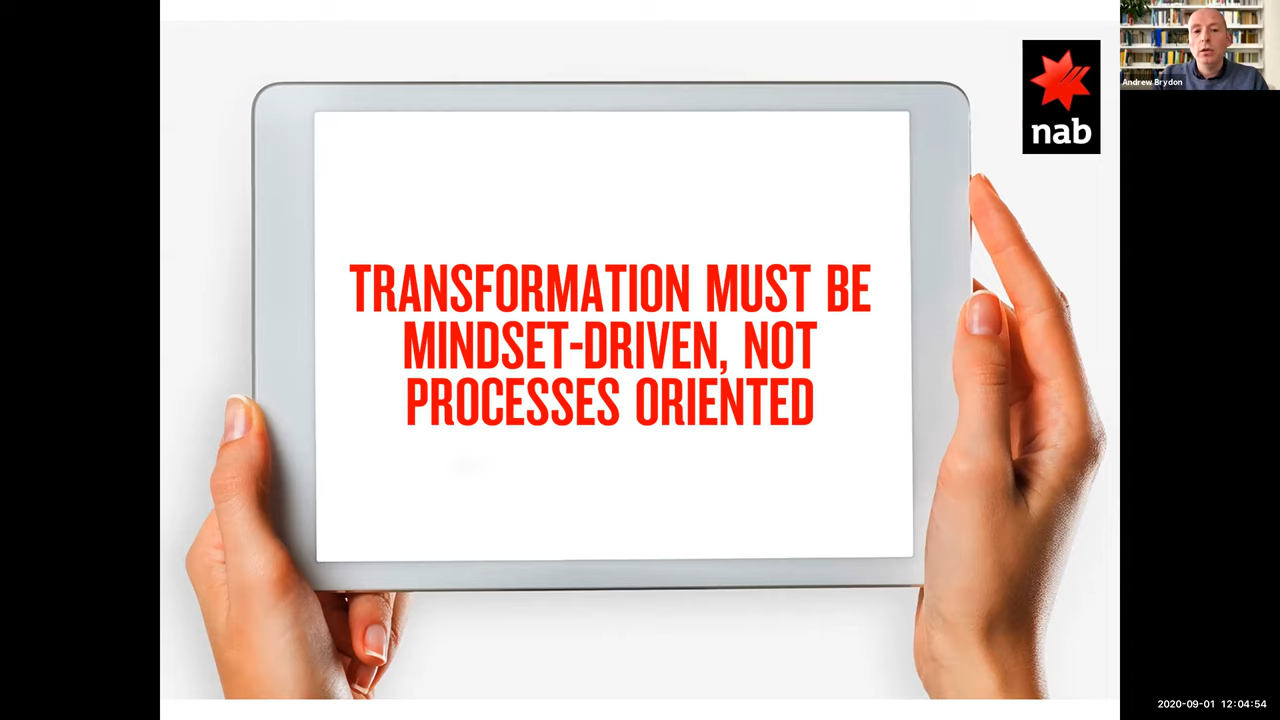 nab
Andrew Brydon
TRANSFORMATION MUST BE
MINDSET-DRIVEN, NOT
PROCESSES ORIENTED
2020-09-01 12:04:54